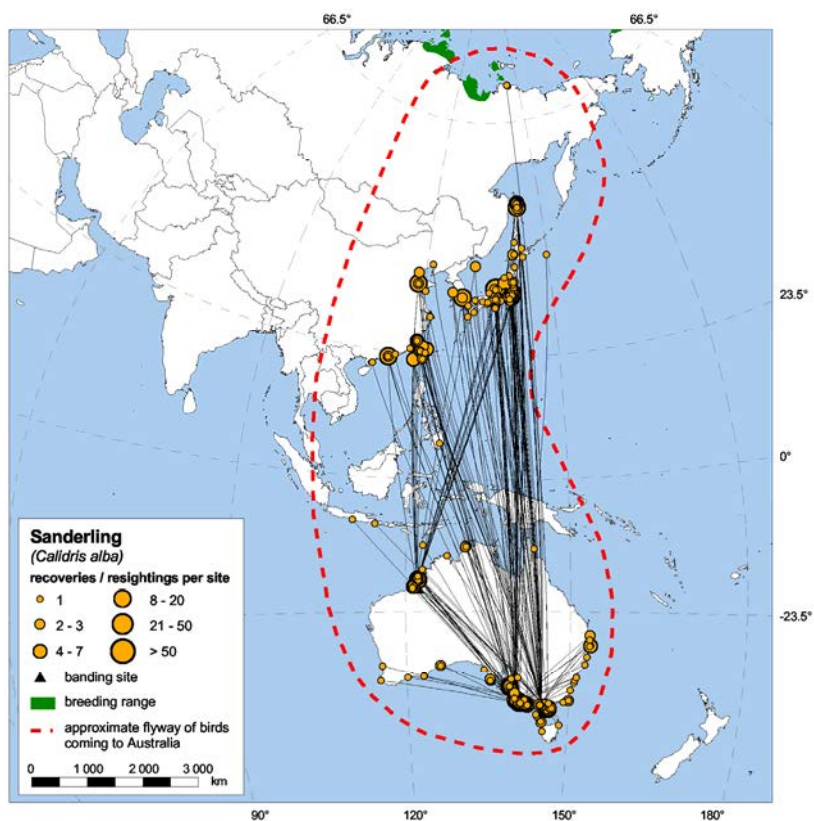 66.5°
66.5°
23.5°
0°
-23.5°
Sanderling
(Calidris alba)
recoveries / resightings per site
1
8 - 20
2 - 3
21 - 50
4 - 7
> 50
banding site
breeding range
approximate flyway of birds
coming to Australia
0 1 000 2 000 3 000
km
90°
120°
150°
180°